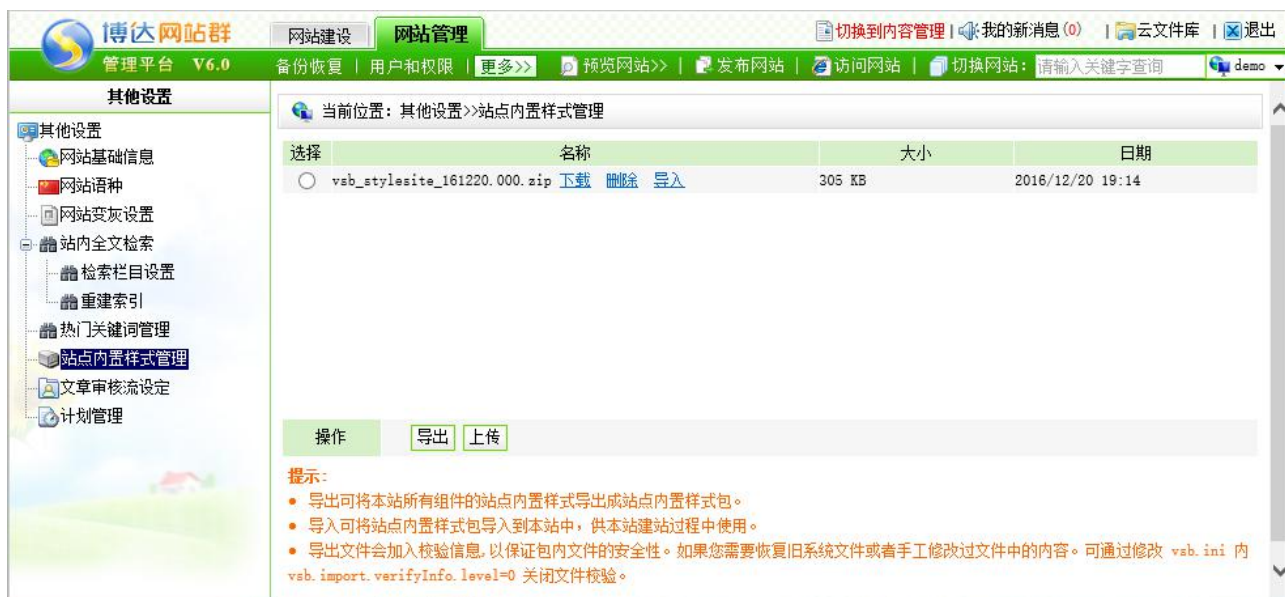 博达网站群
管理平台 V6.0
网站建设 网站管理 切换到内容管理 | 我的新消息(0) | 云文件库 | 退出
备份恢复 | 用户和权限 | 更多>> 预览网站>> | 发布网站 | 访问网站 | 切换网站: 请输入关键字查询 demo
其他设置
当前位置: 其他设置>>站点内置样式管理
其他设置
网站基础信息
网站语种
网站变灰设置
站内全文检索
检索栏目设置
重建索引
热门关键词管理
站点内置样式管理
文章审核流设定
计划管理
选择 名称 大小 日期
vsb_stylesite_161220.000.zip 下载 删除 导入 305 KB 2016/12/20 19:14
操作 导出 上传
提示:
• 导出可将本站所有组件的站点内置样式导出成站点内置样式包。
• 导入可将站点内置样式包导入到本站中，供本站建站过程中使用。
• 导出文件会加入校验信息,以保证包内文件的安全性。如果您需要恢复旧系统文件或者手工修改过文件中的内容。可通过修改 vsb.ini 内
vsb.import.verifyInfo.level=0 关闭文件校验。